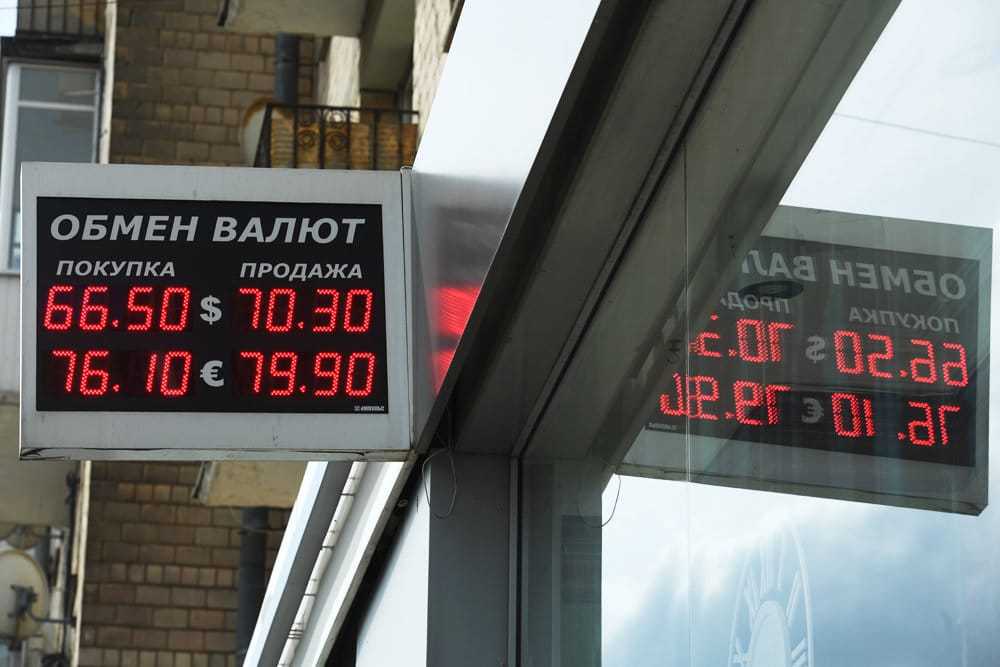 ОБМЕН ВАЛЮТ
ПОКУПКА ПРОДАЖА
66.50 $ 70.30
76.10 € 79.90